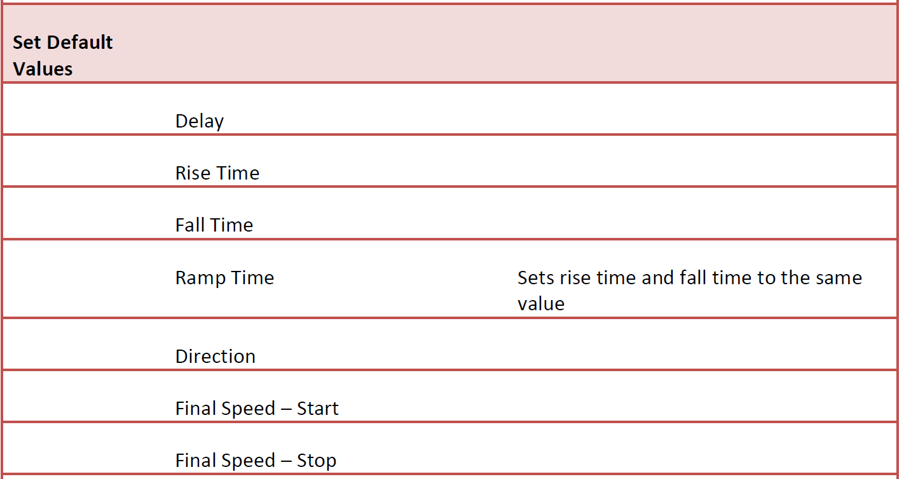 Set Default
Values
Delay
Rise Time
Fall Time
Ramp Time
Sets rise time and fall time to the same
value
Direction
Final Speed – Start
Final Speed – Stop